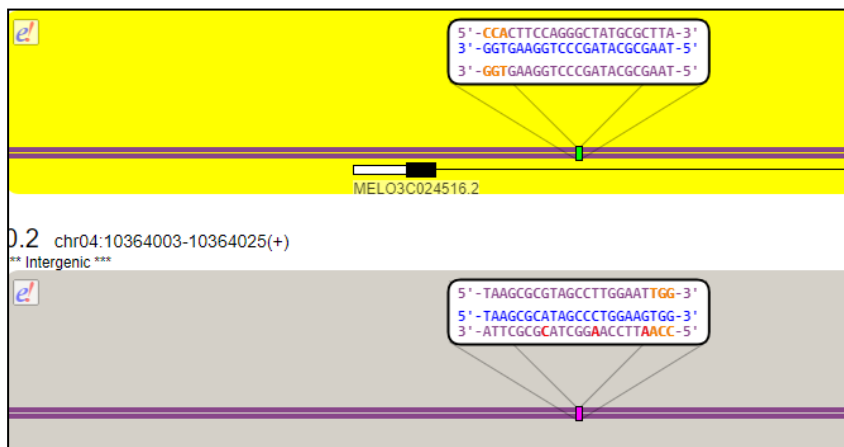 e!
5'-CCACTTCCAGGGCTATGCGCTTA-3'
3'-GGTGAAGGTCCCGATACGCGAAT-5'
3'-GGTGAAGGTCCCGATACGCGAAT-5'
MELO3C024516.2
0.2 chr04:10364003-10364025(+)
** Intergenic ***
e!
5'-TAAGCGCGTAGCCTTGGAATTGG-3'
5'-TAAGCGCATAGCCCTGGAAGTGG-3'
3'-ATTCGCGCATCGGAACCTTAACC-5'